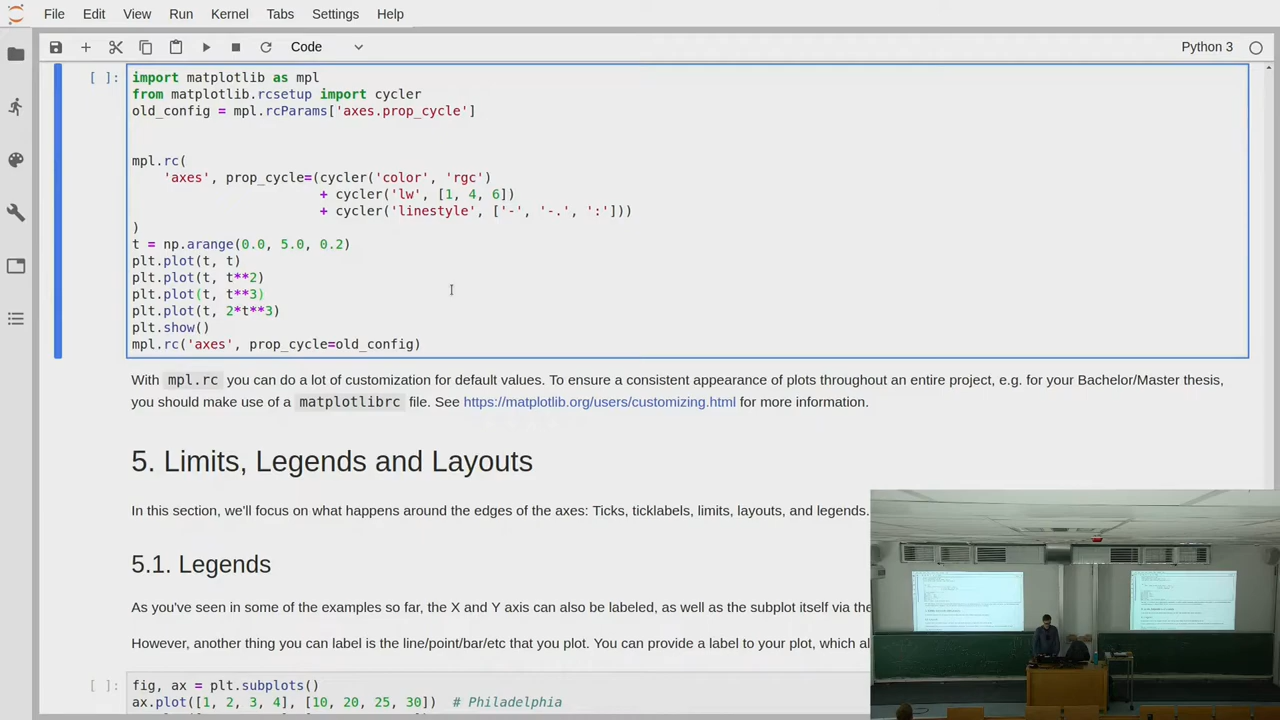 File Edit View Run Kernel Tabs Settings Help
Code Python 3
[ ]: import matplotlib as mpl
from matplotlib.rcsetup import cycler
old_config = mpl.rcParams['axes.prop_cycle']
mpl.rc(
'axes', prop_cycle=(cycler('color', 'rgc')
+ cycler('lw', [1, 4, 6])
+ cycler('linestyle', ['-', '-.', ':']))
)
t = np.arange(0.0, 5.0, 0.2)
plt.plot(t, t)
plt.plot(t, t**2)
plt.plot(t, t**3)
plt.plot(t, 2*t**3)
plt.show()
mpl.rc('axes', prop_cycle=old_config)
With mpl.rc you can do a lot of customization for default values. To ensure a consistent appearance of plots throughout an entire project, e.g. for your Bachelor/Master thesis,
you should make use of a matplotlibrc file. See https://matplotlib.org/users/customizing.html for more information.
5. Limits, Legends and Layouts
In this section, we'll focus on what happens around the edges of the axes: Ticks, ticklabels, limits, layouts, and legends.
5.1. Legends
As you've seen in some of the examples so far, the X and Y axis can also be labeled, as well as the subplot itself via the
However, another thing you can label is the line/point/bar/etc that you plot. You can provide a label to your plot, which al
[ ]: fig, ax = plt.subplots()
ax.plot([1, 2, 3, 4], [10, 20, 25, 30]) # Philadelphia